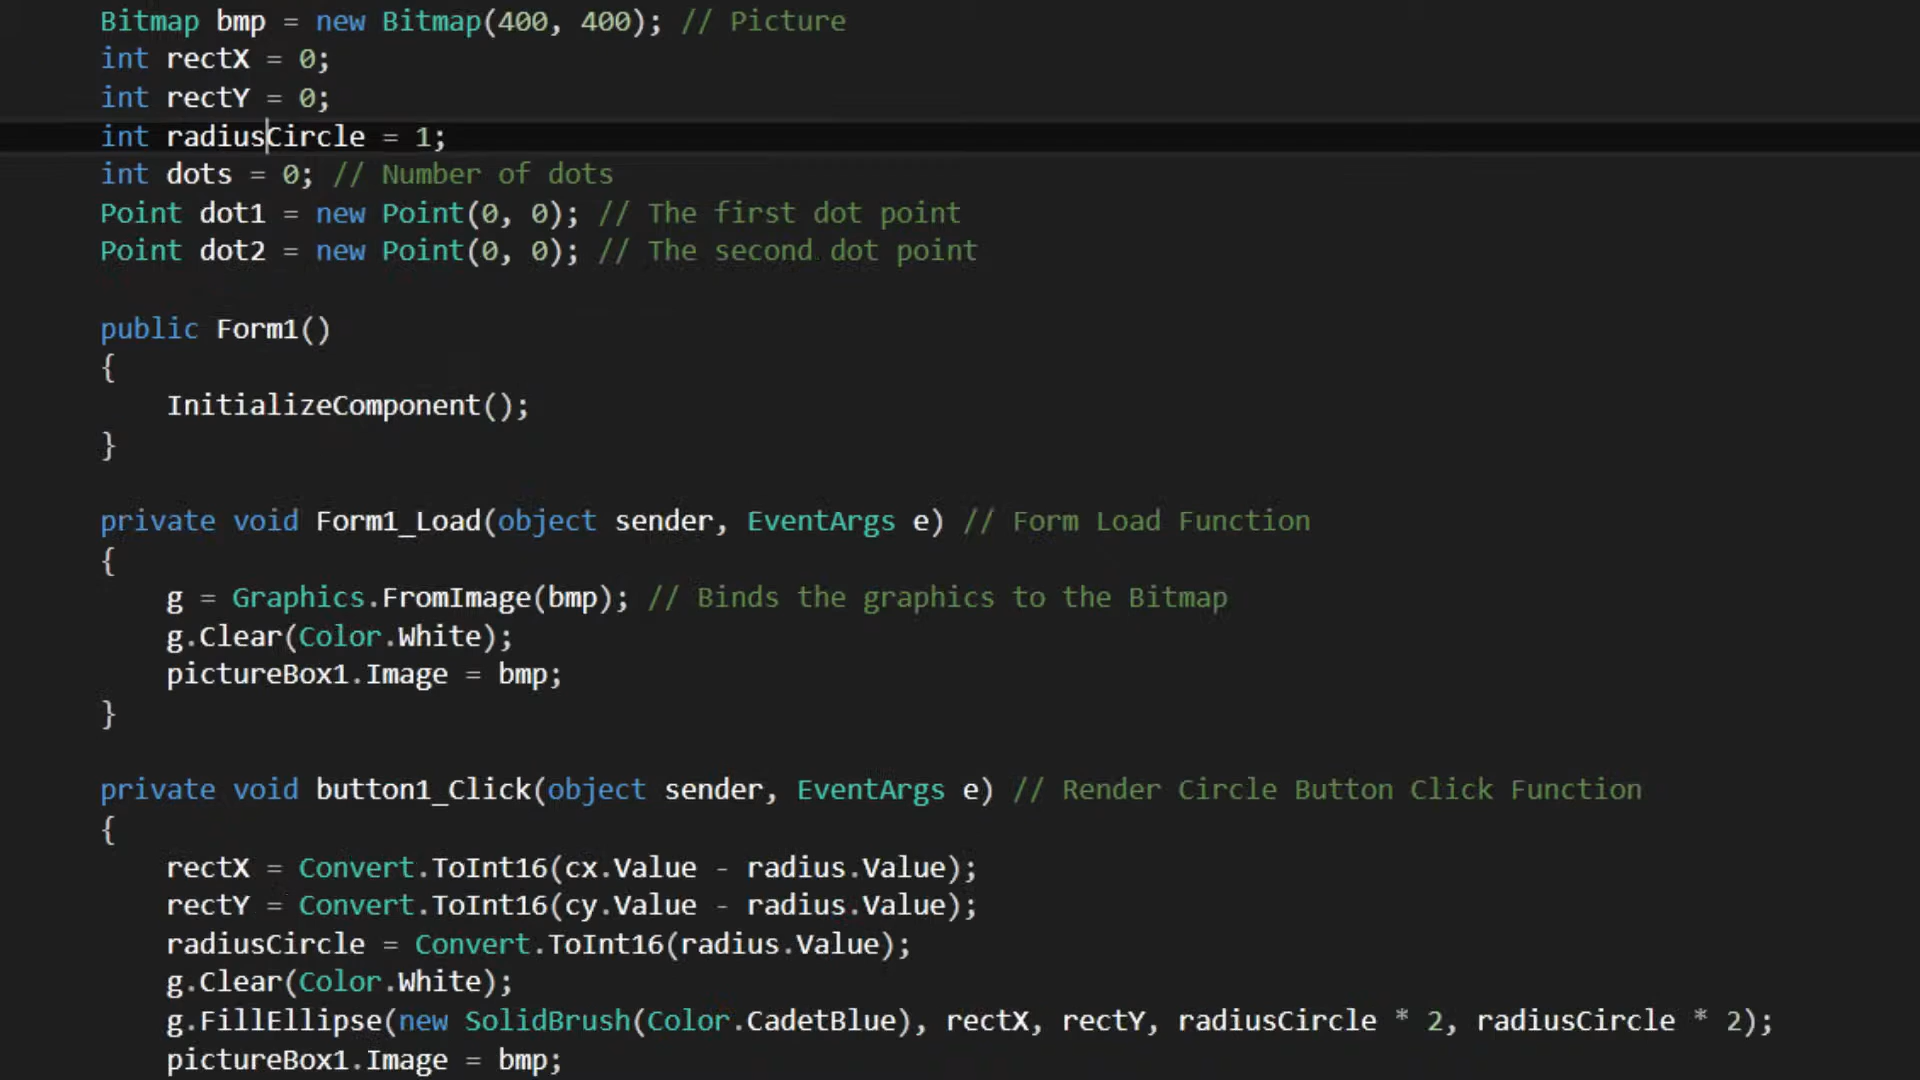 Bitmap bmp = new Bitmap(400, 400); // Picture
int rectX = 0;
int rectY = 0;
int radiusCircle = 1;
int dots = 0; // Number of dots
Point dot1 = new Point(0, 0); // The first dot point
Point dot2 = new Point(0, 0); // The second dot point
public Form1()
{
InitializeComponent();
}
private void Form1_Load(object sender, EventArgs e) // Form Load Function
{
g = Graphics.FromImage(bmp); // Binds the graphics to the Bitmap
g.Clear(Color.White);
pictureBox1.Image = bmp;
}
private void button1_Click(object sender, EventArgs e) // Render Circle Button Click Function
{
rectX = Convert.ToInt16(cx.Value - radius.Value);
rectY = Convert.ToInt16(cy.Value - radius.Value);
radiusCircle = Convert.ToInt16(radius.Value);
g.Clear(Color.White);
g.FillEllipse(new SolidBrush(Color.CadetBlue), rectX, rectY, radiusCircle * 2, radiusCircle * 2);
pictureBox1.Image = bmp;